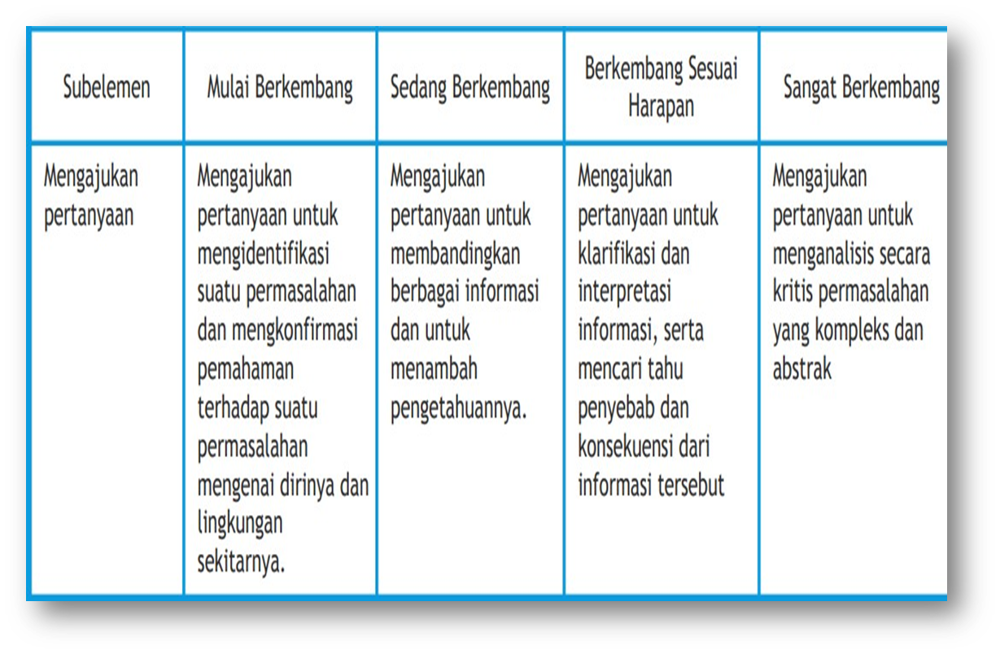 Subelemen
Mulai Berkembang
Sedang Berkembang
Berkembang Sesuai
Harapan
Sangat Berkembang
Mengajukan
pertanyaan
Mengajukan
pertanyaan untuk
mengidentifikasi
suatu permasalahan
dan mengkonfirmasi
pemahaman
terhadap suatu
permasalahan
mengenai dirinya dan
lingkungan
sekitarnya.
Mengajukan
pertanyaan untuk
membandingkan
berbagai informasi
dan untuk
menambah
pengetahuannya.
Mengajukan
pertanyaan untuk
klarifikasi dan
interpretasi
informasi, serta
mencari tahu
penyebab dan
konsekuensi dari
informasi tersebut
Mengajukan
pertanyaan untuk
menganalisis secara
kritis permasalahan
yang kompleks dan
abstrak